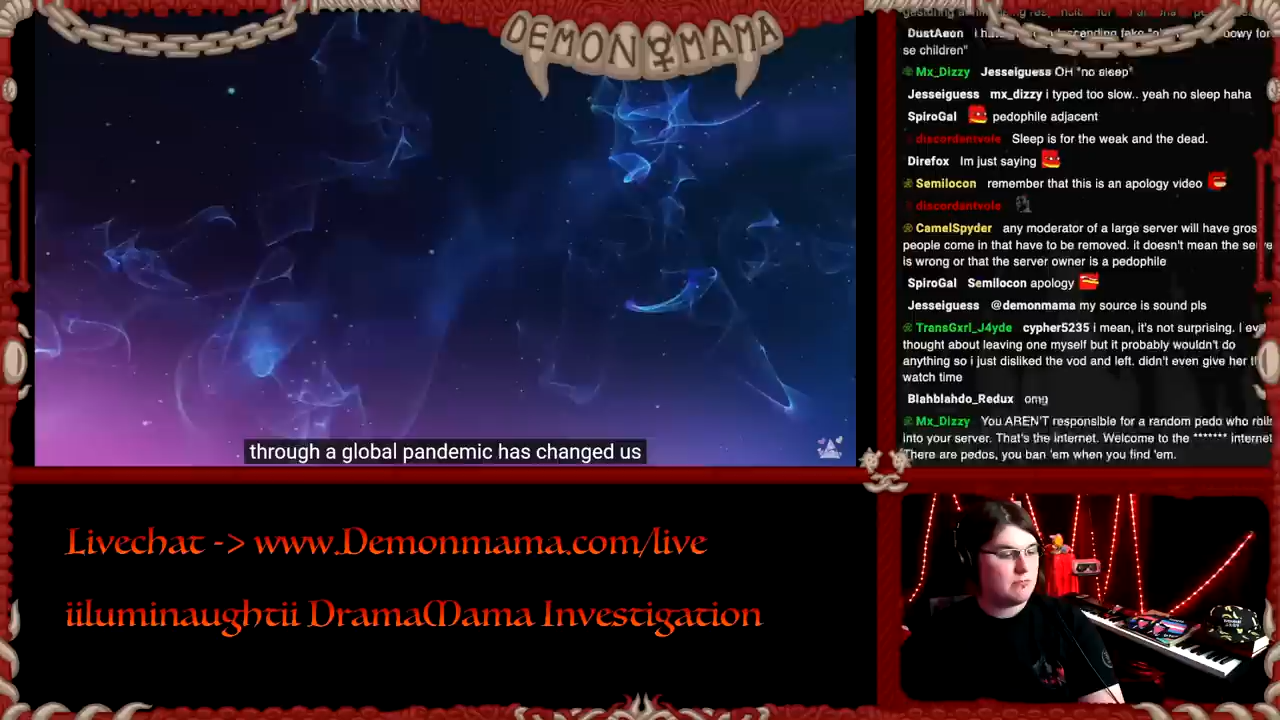 DEMON MAMA
DustAeon
se children"
Mx_Dizzy Jesseiguess OH "no sleep"
Jesseiguess mx_dizzy i typed too slow.. yeah no sleep haha
SpiroGal pedophile adjacent
discordantvole Sleep is for the weak and the dead.
Direfox Im just saying
Semilocon remember that this is an apology video
discordantvole
CamelSpyder any moderator of a large server will have gros
people come in that have to be removed. it doesn't mean the serve
is wrong or that the server owner is a pedophile
SpiroGal Semilocon apology
Jesseiguess @demonmama my source is sound pls
TransGxrl_J4yde cypher5235 i mean, it's not surprising. i ev
thought about leaving one myself but it probably wouldn't do
anything so i just disliked the vod and left. didn't even give her th
watch time
Blahblahdo_Redux omg
Mx_Dizzy You AREN'T responsible for a random pedo who rolls
into your server. That's the internet. Welcome to the ******* internet
There are pedos, you ban 'em when you find 'em.
through a global pandemic has changed us
Livechat -> www.Demonmama.com/live
iiluminaughtii DramaMama Investigation